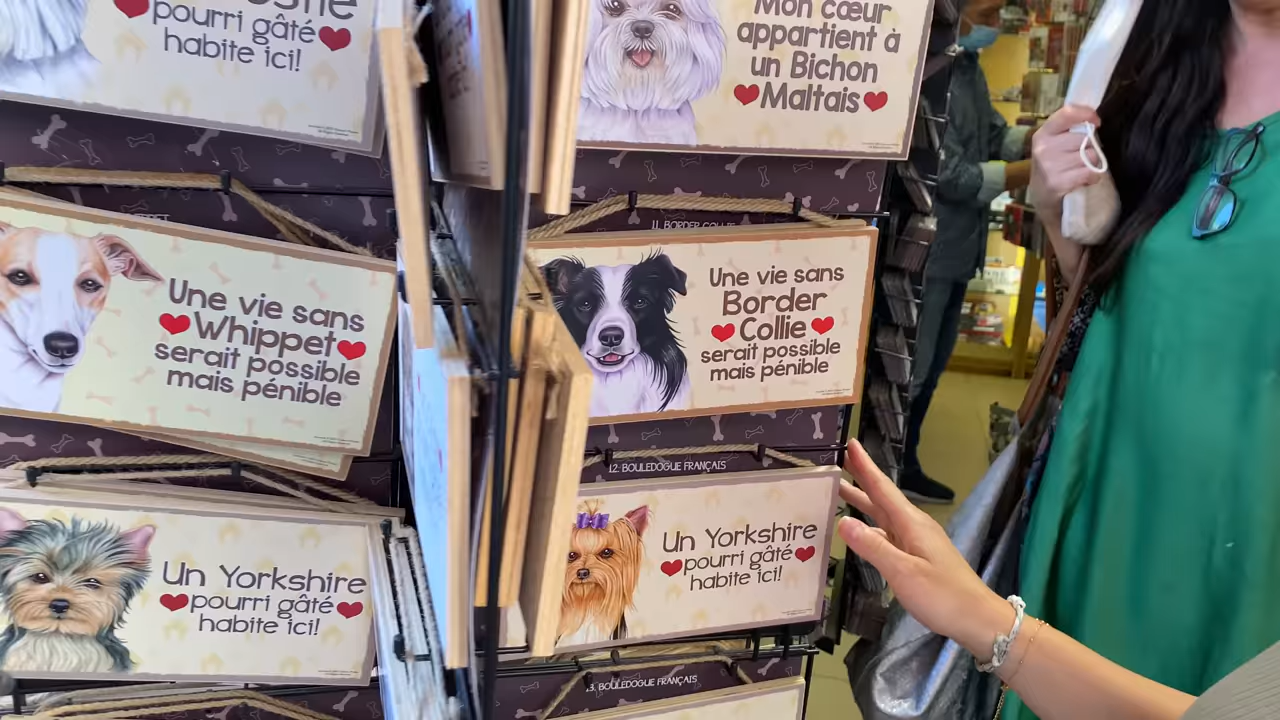 pourri gâté
habite ici!
Mon cœur
appartient à
un Bichon
Maltais
11. BORDER COLLIE
Une vie sans
Whippet
serait possible
mais pénible
Une vie sans
Border
Collie
serait possible
mais pénible
12. BOULEDOGUE FRANÇAIS
Un Yorkshire
pourri gâté
habite ici!
Un Yorkshire
pourri gâté
habite ici!
13. BOULEDOGUE FRANÇAIS